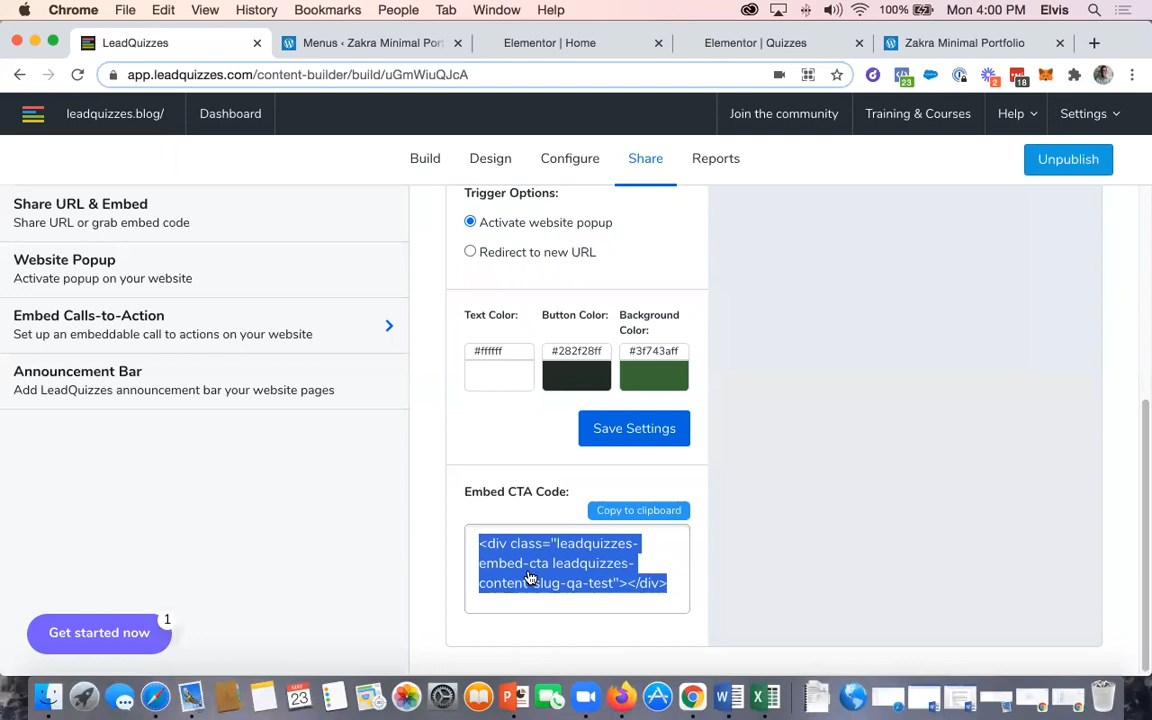 Chrome File Edit View History Bookmarks People Tab Window Help 100% Mon 4:00 PM Elvis
LeadQuizzes
Menus ‹ Zakra Minimal Por
Elementor | Home
Elementor | Quizzes
Zakra Minimal Portfolio
app.leadquizzes.com/content-builder/build/uGmWiuQJcA
23
2
18
leadquizzes.blog/
Dashboard
Join the community
Training & Courses
Help
Settings
Build
Design
Configure
Share
Reports
Unpublish
Share URL & Embed
Share URL or grab embed code
Website Popup
Activate popup on your website
Embed Calls-to-Action
Set up an embeddable call to actions on your website
Announcement Bar
Add LeadQuizzes announcement bar your website pages
Trigger Options:
Activate website popup
Redirect to new URL
Text Color:
Button Color:
Background
Color:
#ffffff
#282f28ff
#3f743aff
Save Settings
Embed CTA Code:
Copy to clipboard
<div class="leadquizzes-
embed-cta leadquizzes-
content-slug-qa-test"></div>
Get started now
1
23